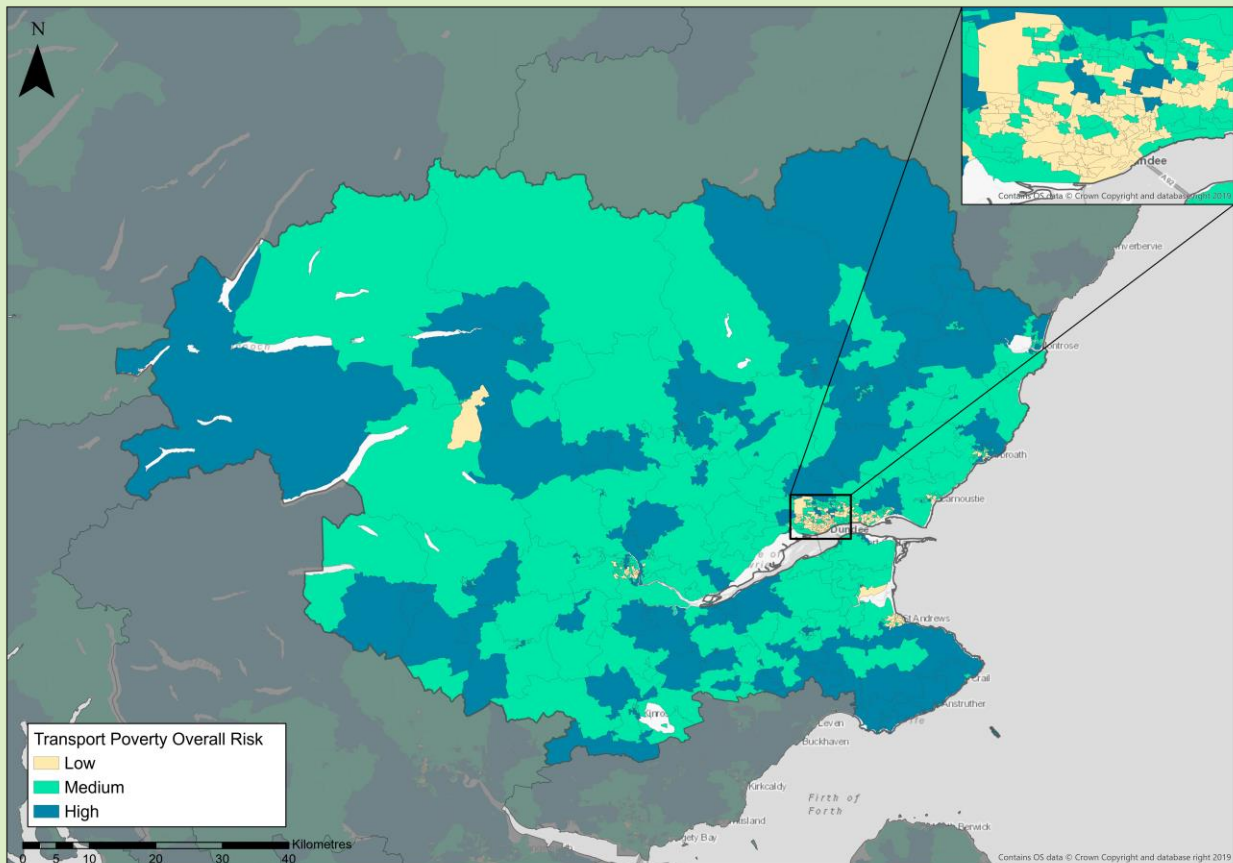 N
Contains OS data © Crown Copyright and database right 2019
A 92
St Andrews
Carnoustie
Dundee
Crail
Anstruther
Leven
Buckhaven
Kirkcaldy
Firth of
Forth
Transport Poverty Overall Risk
Low
Medium
High
Kilometres
0 5 10 20 30 40
Contains OS data © Crown Copyright and database right 2019